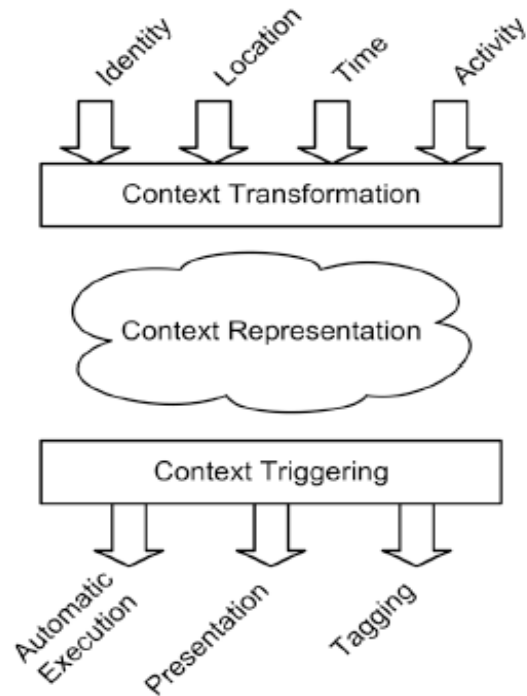 Identity
Location
Time
Activity
Context Transformation
Context Representation
Context Triggering
Automatic
Execution
Presentation
Tagging